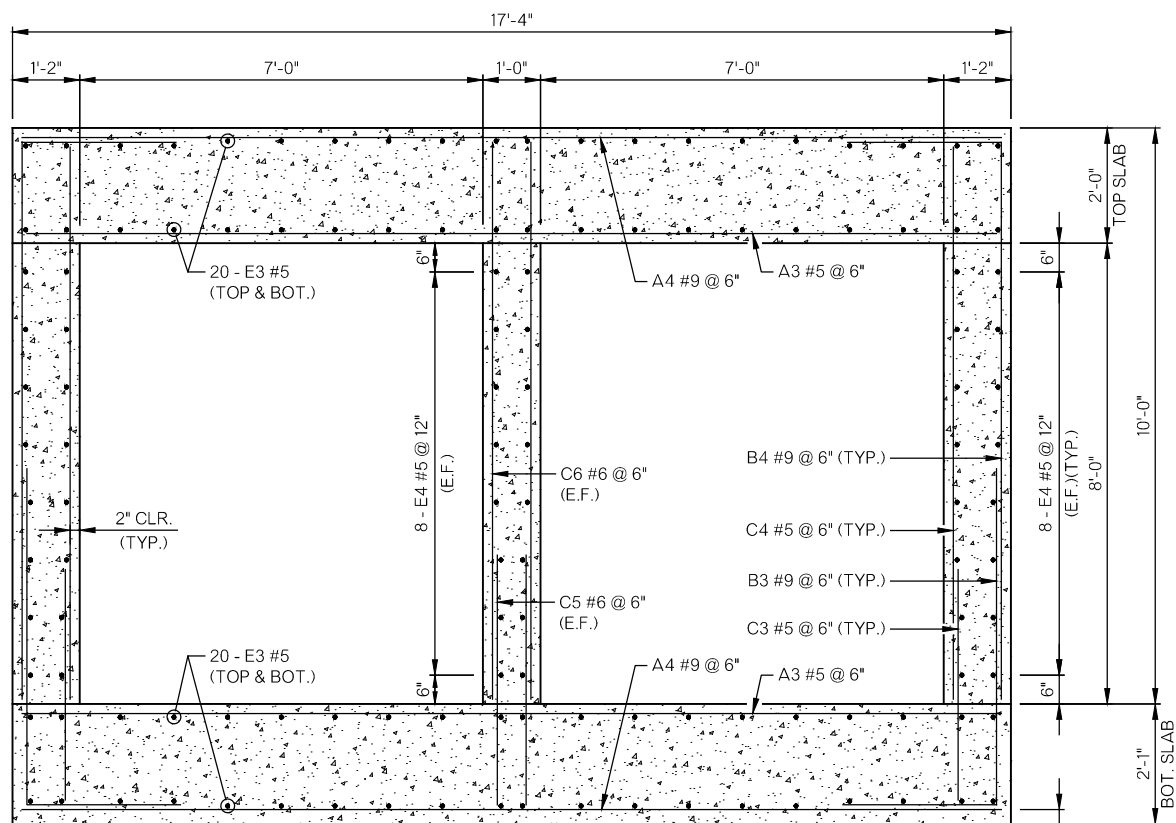 17'-4"
1'-2"
7'-0"
1'-0"
7'-0"
1'-2"
2'-0"
TOP SLAB
20 - E3 #5
(TOP & BOT.)
6"
A4 #9 @ 6"
A3 #5 @ 6"
6"
8 - E4 #5 @ 12"
(E.F.)
C6 #6 @ 6"
(E.F.)
B4 #9 @ 6" (TYP.)
8 - E4 #5 @ 12"
(E.F.)(TYP.)
8'-0"
10'-0"
2" CLR.
(TYP.)
C4 #5 @ 6" (TYP.)
B3 #9 @ 6" (TYP.)
C5 #6 @ 6"
(E.F.)
C3 #5 @ 6" (TYP.)
20 - E3 #5
(TOP & BOT.)
6"
A4 #9 @ 6"
A3 #5 @ 6"
6"
2'-1"
BOT. SLAB